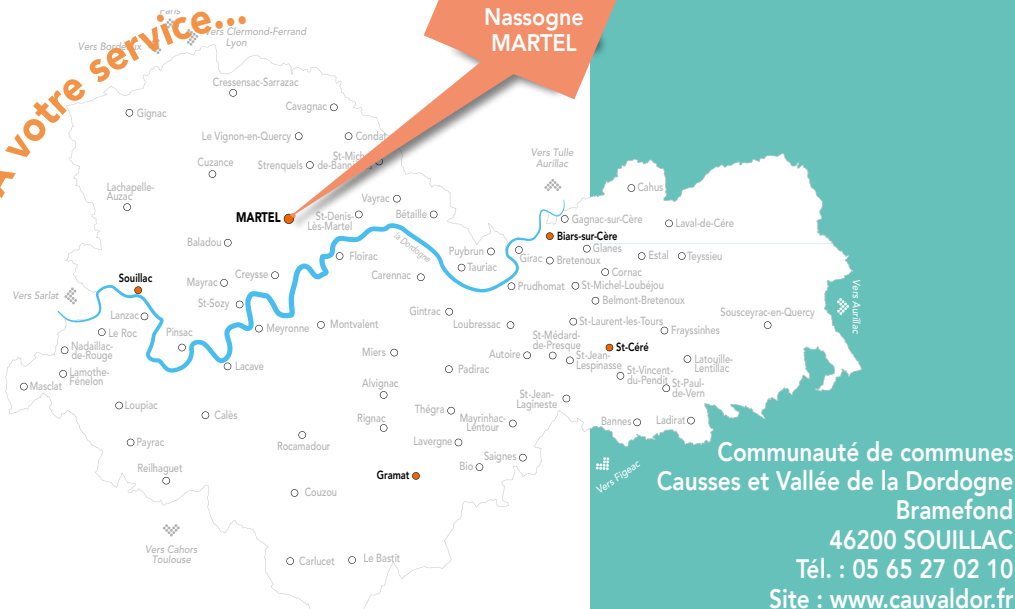 A votre service...
Paris
Vers Bordeaux
Vers Clermond-Ferrand
Lyon
Nassogne
MARTEL
Cressensac-Sarrazac
Gignac
Cavagnac
Le Vignon-en-Quercy
Condat
Cuzance
Strenquels
St-Mich
de-Bann
Lachapelle-
Auzac
Vayrac
MARTEL
St-Denis-
Lès-Martel
Bétaille
Vers Tulle
Aurillac
Cahus
Gagnac-sur-Cère
Laval-de-Cère
Biars-sur-Cère
Baladou
la Dordogne
Floirac
Puybrun
Girac
Glanes
Bretenoux
Estal
Teyssieu
Tauriac
Cornac
Souillac
Mayrac
Creysse
Carennac
Prudhomat
St-Michel-Loubéjou
Vers Sarlat
St-Sozy
Belmont-Bretenoux
Vers Aurillac
Lanzac
Gintrac
Sousceyrac-en-Quercy
Le Roc
Pinsac
Meyronne
Montvalent
Loubressac
St-Laurent-les-Tours
Frayssinhes
Nadaillac-
de-Rouge
Miers
Autoire
St-Médard-
de-Presque
St-Céré
Lamothe-
Fénelon
Lacave
Padirac
St-Jean-
Lespinasse
Latouille-
Lentillac
Masclat
St-Vincent-
du-Pendit
St-Paul-
de-Vern
Alvignac
St-Jean-
Lagineste
Loupiac
Calès
Rignac
Thégra
Mayrinhac-
Lentour
Bannes
Ladirat
Payrac
Rocamadour
Lavergne
Saignes
Reilhaguet
Gramat
Bio
Vers Figeac
Couzou
Vers Cahors
Toulouse
Carlucet
Le Bastit
Communauté de communes
Causses et Vallée de la Dordogne
Bramefond
46200 SOUILLAC
Tél. : 05 65 27 02 10
Site : www.cauvaldor.fr